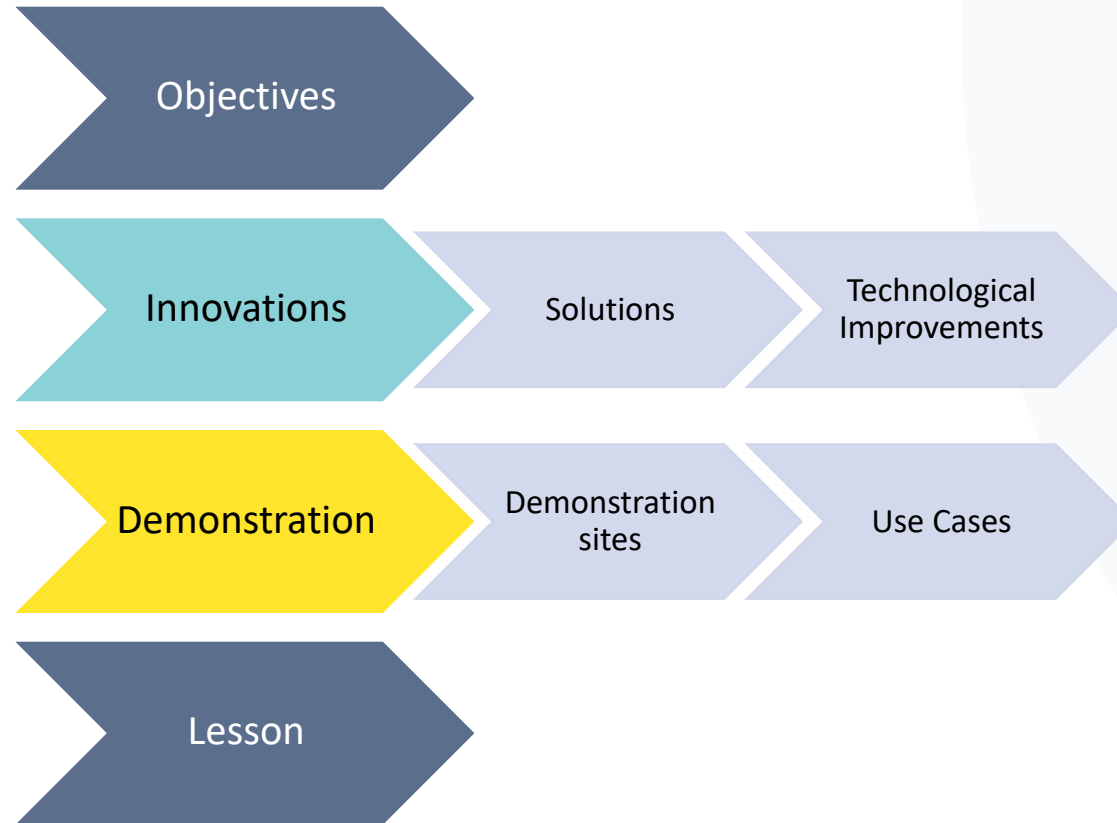 Objectives
Innovations
Solutions
Technological
Improvements
Demonstration
Demonstration
sites
Use Cases
Lesson